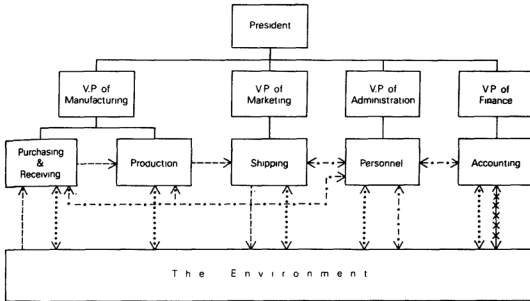 President
V.P of
Manufacturing
V.P of
Marketing
V.P of
Administration
V.P of
Finance
Purchasing
&
Receiving
Production
Shipping
Personnel
Accounting
The Environment